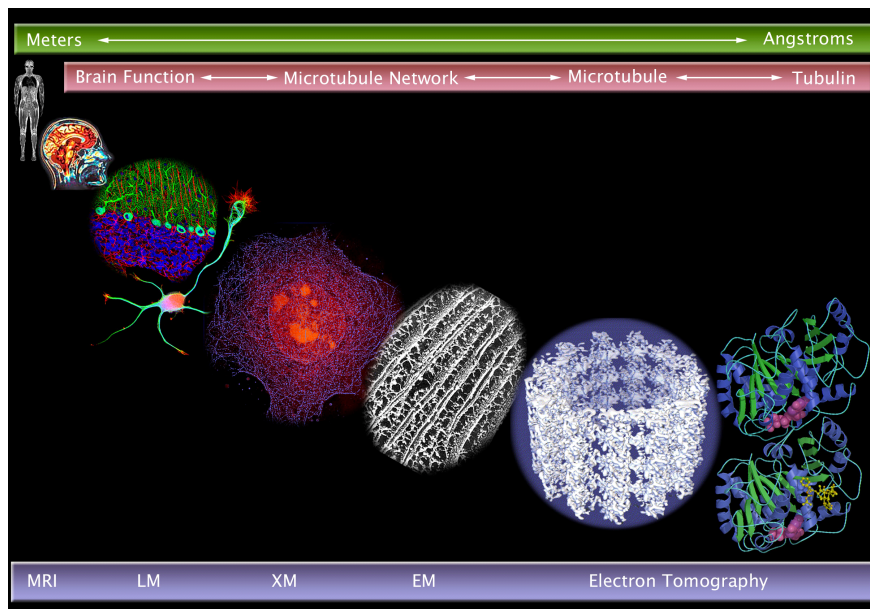 Meters Angstroms
Brain Function Microtubule Network Microtubule Tubulin
MRI LM XM EM Electron Tomography